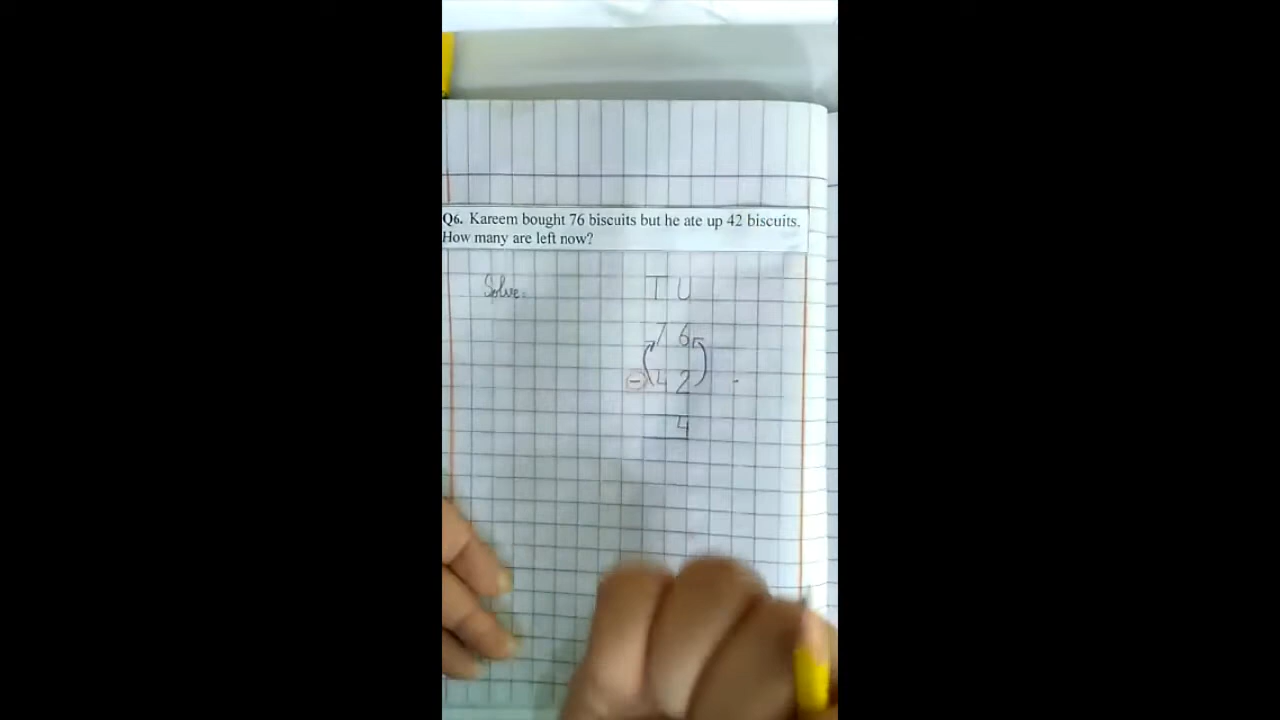 Q6. Kareem bought 76 biscuits but he ate up 42 biscuits.
How many are left now?
Solve:
T U
7 6
- 4 2
4